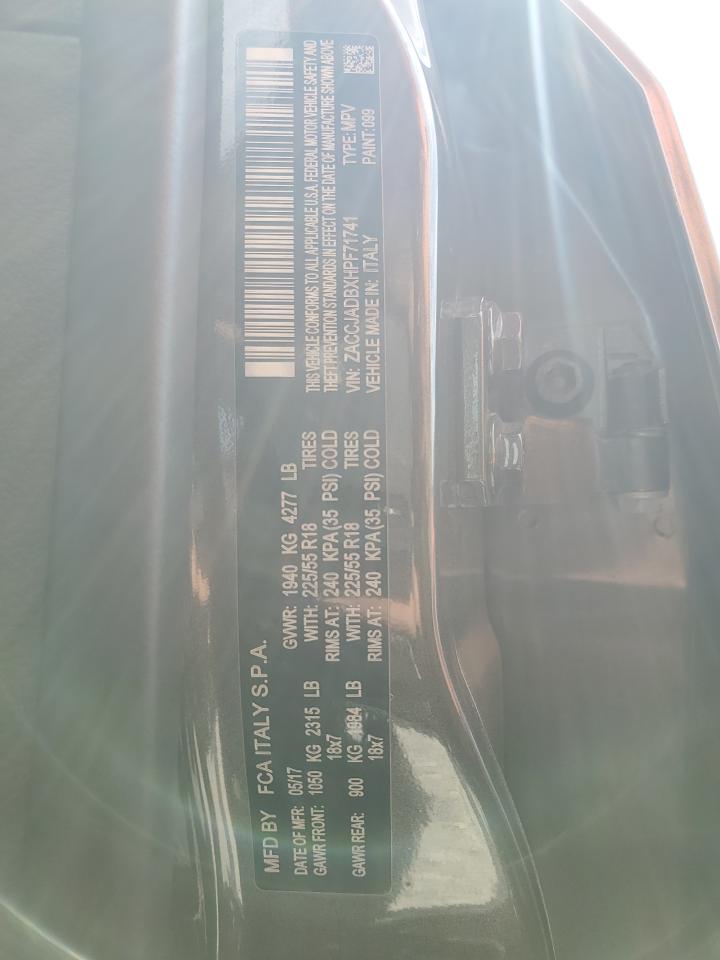 MFD BY FCA ITALY S.P.A.
DATE OF MFR: 05/17 GVWR: 1940 KG 4277 LB
GAWR FRONT: 1050 KG 2315 LB WITH: 225/55 R18 TIRES
18x7 RIMS AT: 240 KPA(35 PSI) COLD
GAWR REAR: 900 KG 1984 LB WITH: 225/55 R18 TIRES
18x7 RIMS AT: 240 KPA(35 PSI) COLD
THIS VEHICLE CONFORMS TO ALL APPLICABLE U.S.A. FEDERAL MOTOR VEHICLE SAFETY AND
THEFT PREVENTION STANDARDS IN EFFECT ON THE DATE OF MANUFACTURE SHOWN ABOVE
VIN: ZACCJADBXHPF71741 TYPE: MPV
VEHICLE MADE IN: ITALY PAINT: 099